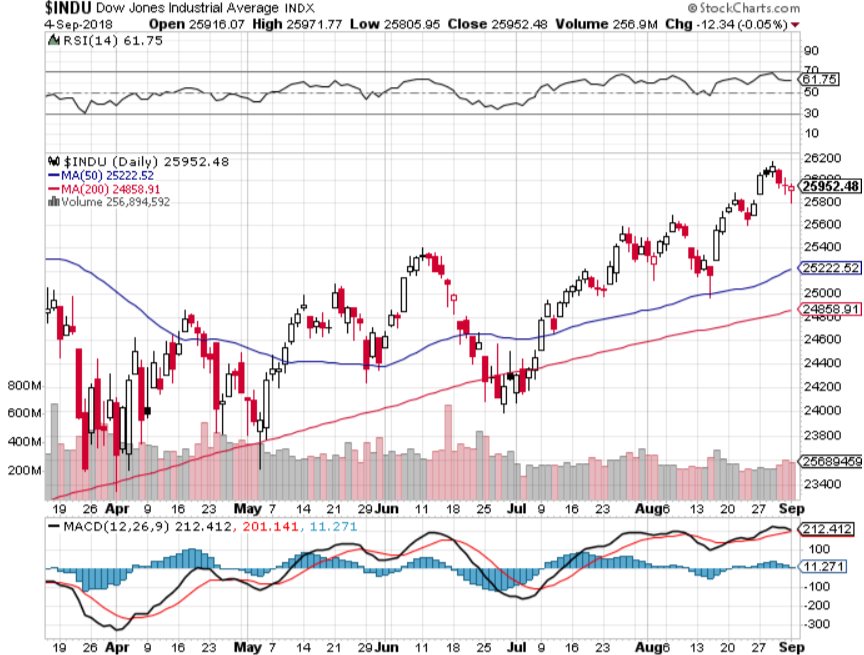 $INDU Dow Jones Industrial Average INDX
© StockCharts.com
4-Sep-2018 Open 25916.07 High 25971.77 Low 25805.95 Close 25952.48 Volume 256.9M Chg -12.34 (-0.05%)
RSI(14) 61.75
90
70
61.75
50
30
10
$INDU (Daily) 25952.48
MA(50) 25222.52
MA(200) 24858.91
Volume 256,894,592
26200
26000
25952.48
25800
25600
25400
25222.52
25000
24858.91
24800
24600
24400
24200
24000
23800
25689459
23400
800M
600M
400M
200M
19 26 Apr 9 16 23 May 7 14 21 29 Jun 11 18 25 Jul 9 16 23 Aug 6 13 20 27 Sep
MACD(12,26,9) 212.412, 201.141, 11.271
212.412
100
11.271
-100
-200
-300
19 26 Apr 9 16 23 May 7 14 21 29 Jun 11 18 25 Jul 9 16 23 Aug 6 13 20 27 Sep